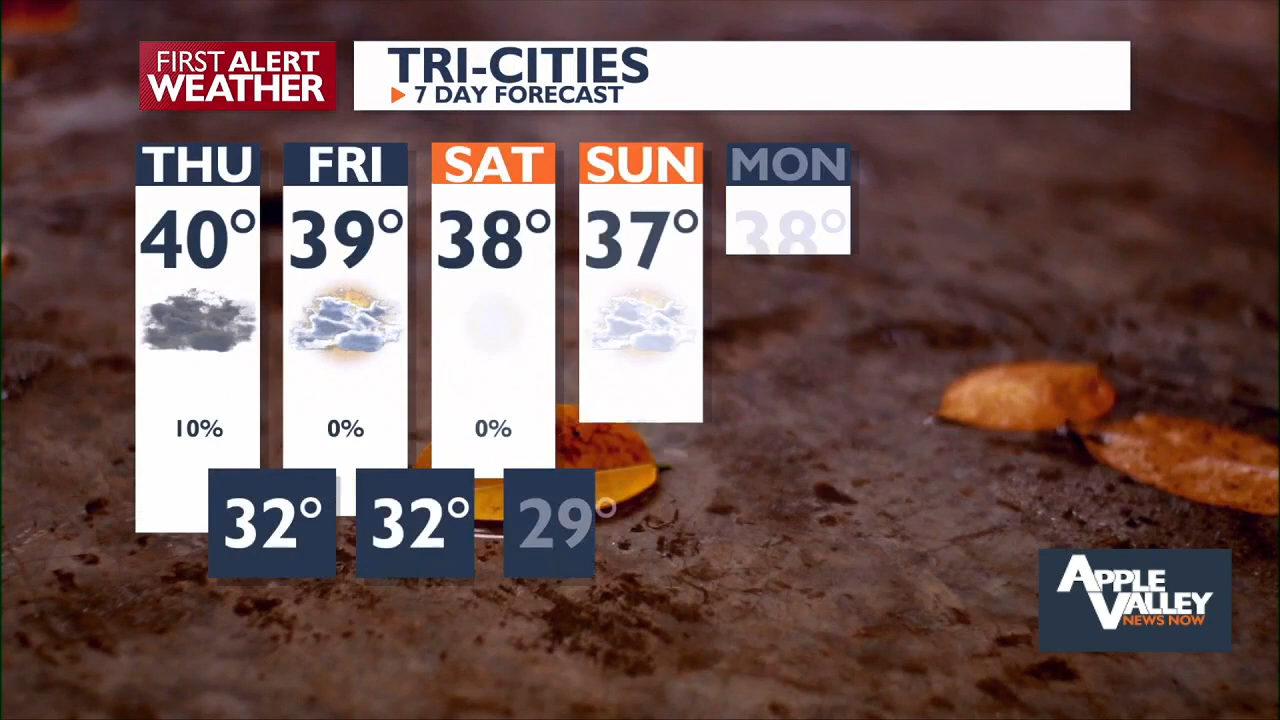 FIRST ALERT
WEATHER
TRI-CITIES
7 DAY FORECAST
THU FRI SAT SUN MON
40° 39° 38° 37° 38°
10% 0% 0%
32° 32° 29°
APPLE
VALLEY
NEWS NOW